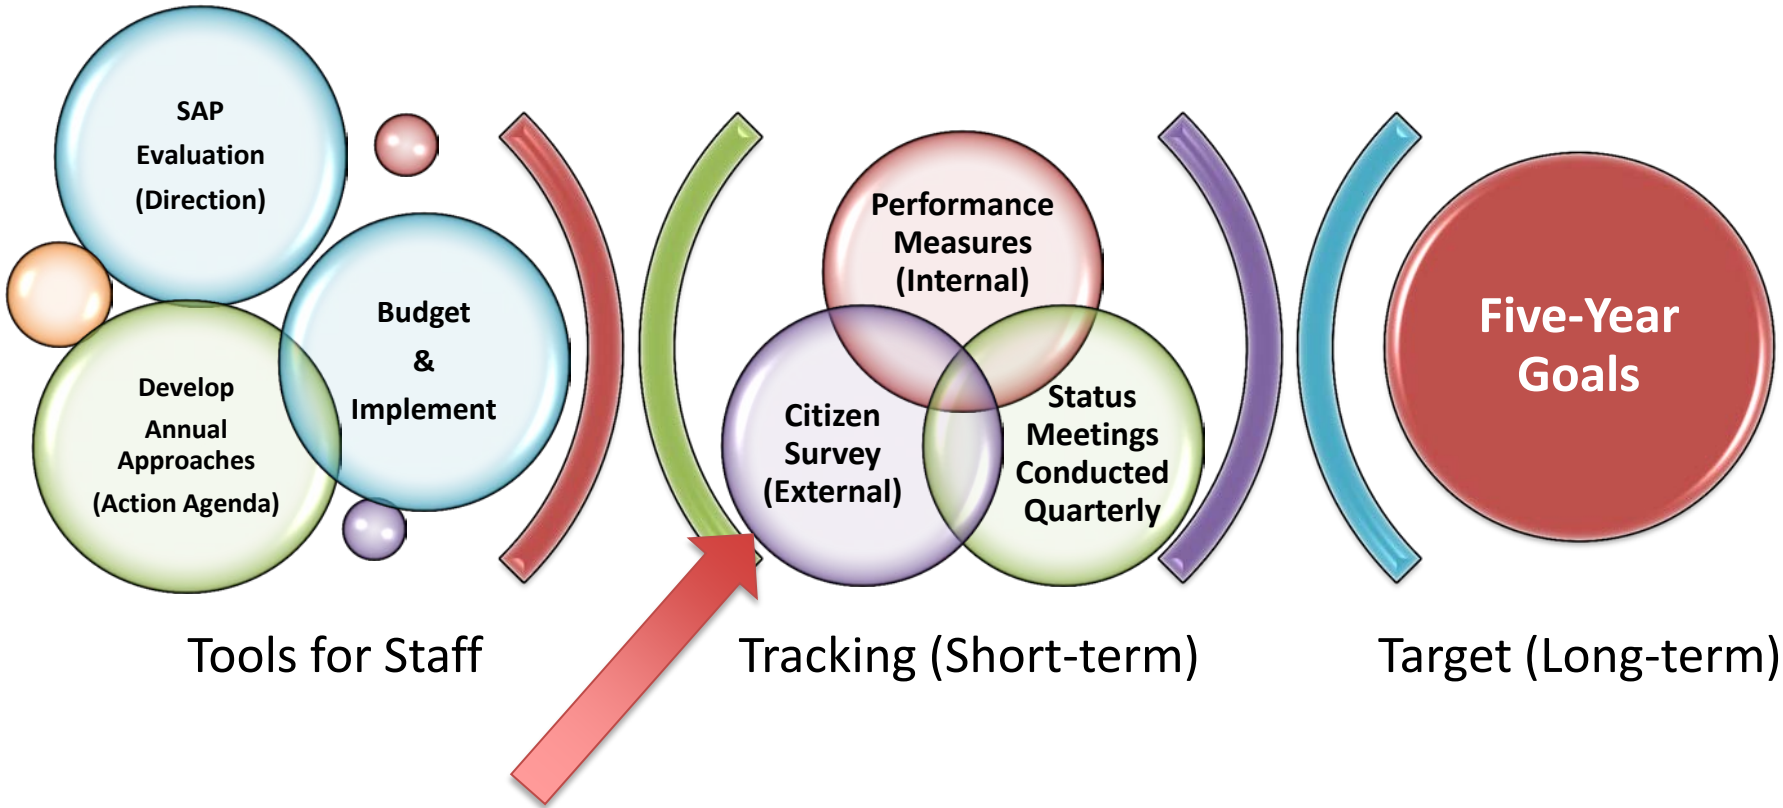 SAP
Evaluation
(Direction)
Budget
&
Implement
Develop
Annual
Approaches
(Action Agenda)
Tools for Staff
Performance
Measures
(Internal)
Citizen
Survey
(External)
Status
Meetings
Conducted
Quarterly
Tracking (Short-term)
Five-Year
Goals
Target (Long-term)